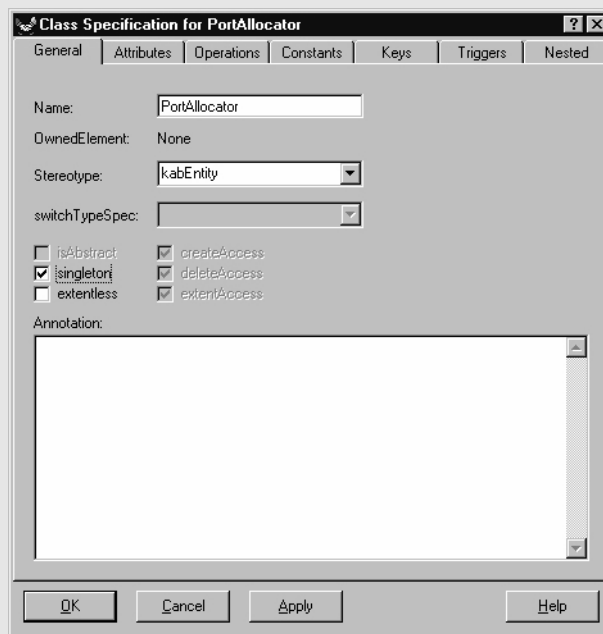 Class Specification for PortAllocator
General Attributes Operations Constants Keys Triggers Nested
Name: PortAllocator
OwnedElement: None
Stereotype: kabEntity
switchTypeSpec:
isAbstract createAccess
singleton deleteAccess
extentless extentAccess
Annotation:
OK Cancel Apply Help